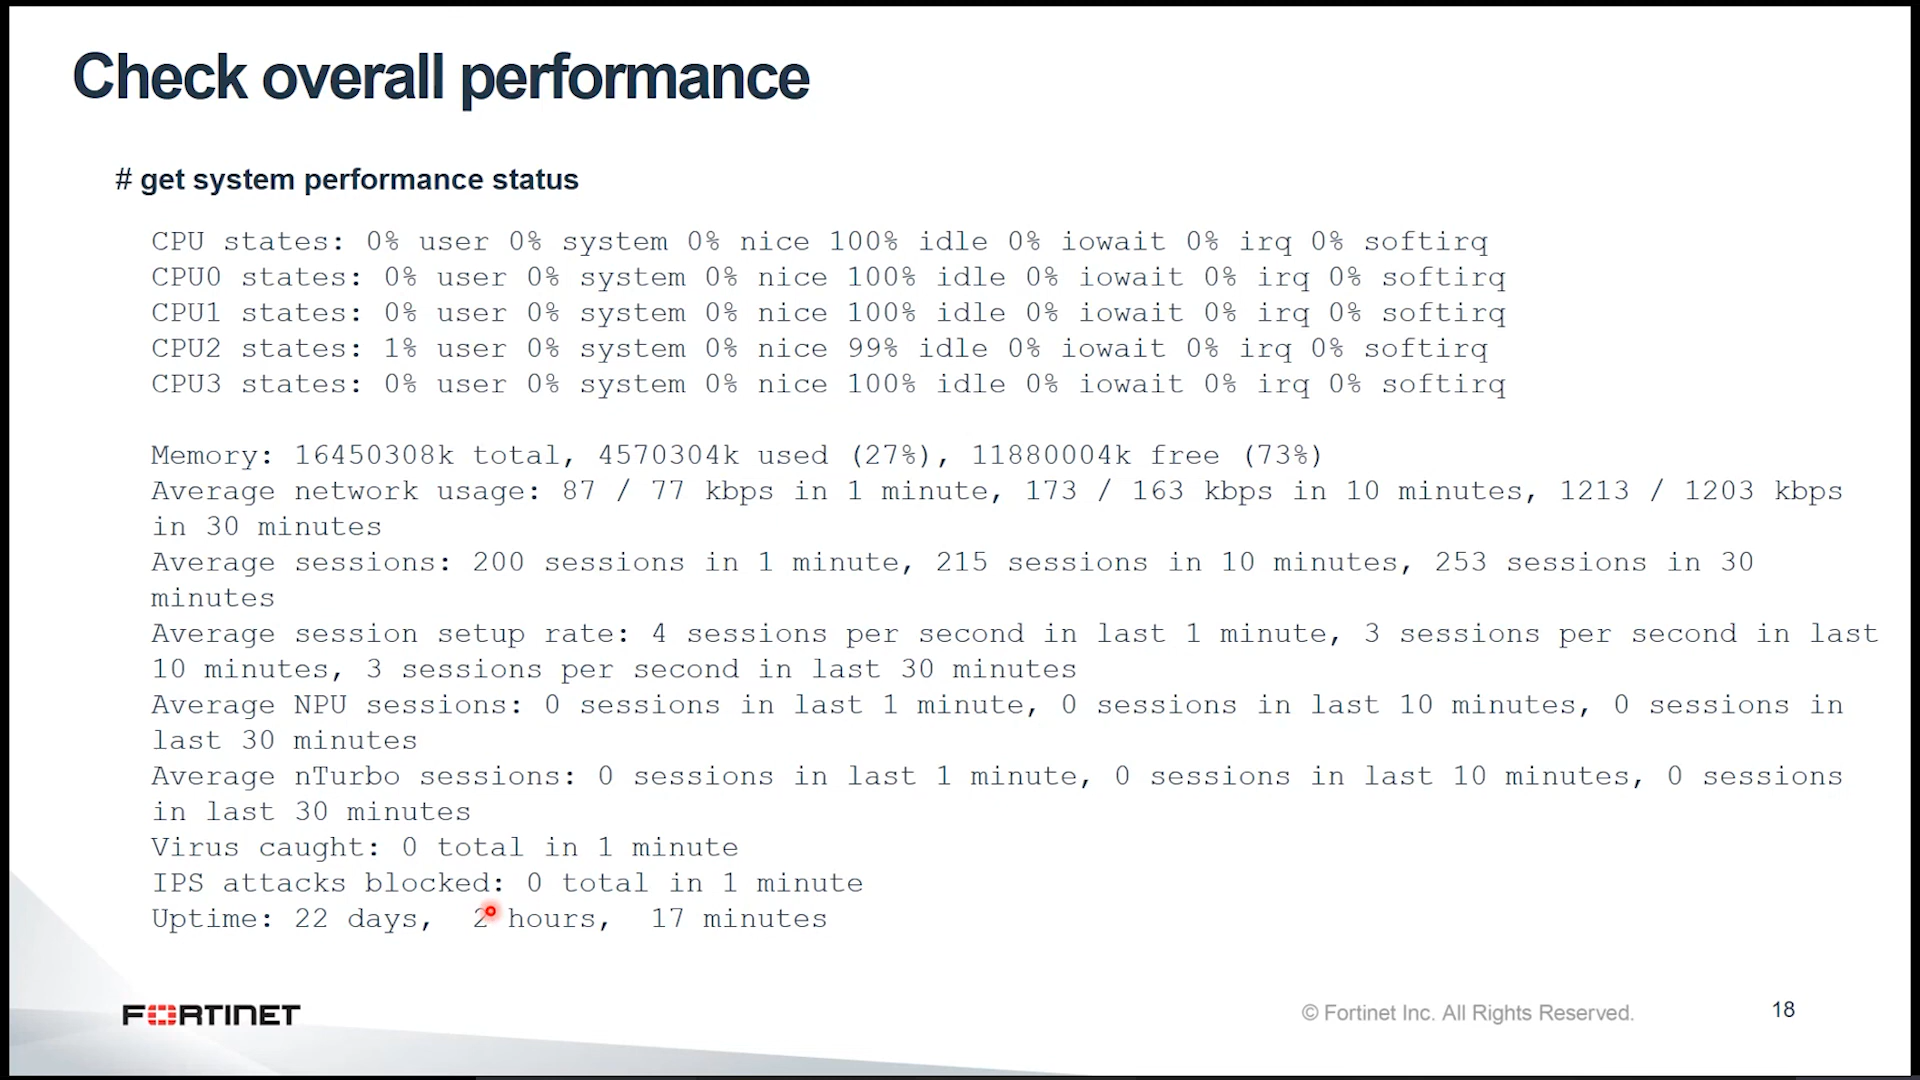 Check overall performance
# get system performance status
CPU states: 0% user 0% system 0% nice 100% idle 0% iowait 0% irq 0% softirq
CPU0 states: 0% user 0% system 0% nice 100% idle 0% iowait 0% irq 0% softirq
CPU1 states: 0% user 0% system 0% nice 100% idle 0% iowait 0% irq 0% softirq
CPU2 states: 1% user 0% system 0% nice 99% idle 0% iowait 0% irq 0% softirq
CPU3 states: 0% user 0% system 0% nice 100% idle 0% iowait 0% irq 0% softirq
Memory: 16450308k total, 4570304k used (27%), 11880004k free (73%)
Average network usage: 87 / 77 kbps in 1 minute, 173 / 163 kbps in 10 minutes, 1213 / 1203 kbps
in 30 minutes
Average sessions: 200 sessions in 1 minute, 215 sessions in 10 minutes, 253 sessions in 30
minutes
Average session setup rate: 4 sessions per second in last 1 minute, 3 sessions per second in last
10 minutes, 3 sessions per second in last 30 minutes
Average NPU sessions: 0 sessions in last 1 minute, 0 sessions in last 10 minutes, 0 sessions in
last 30 minutes
Average nTurbo sessions: 0 sessions in last 1 minute, 0 sessions in last 10 minutes, 0 sessions
in last 30 minutes
Virus caught: 0 total in 1 minute
IPS attacks blocked: 0 total in 1 minute
Uptime: 22 days, 2 hours, 17 minutes
FORTINET
© Fortinet Inc. All Rights Reserved.
18